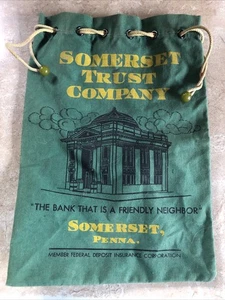 SOMERSET
TRUST
COMPANY
"THE BANK THAT IS A FRIENDLY NEIGHBOR"
SOMERSET,
PENNA.
MEMBER FEDERAL DEPOSIT INSURANCE CORPORATION